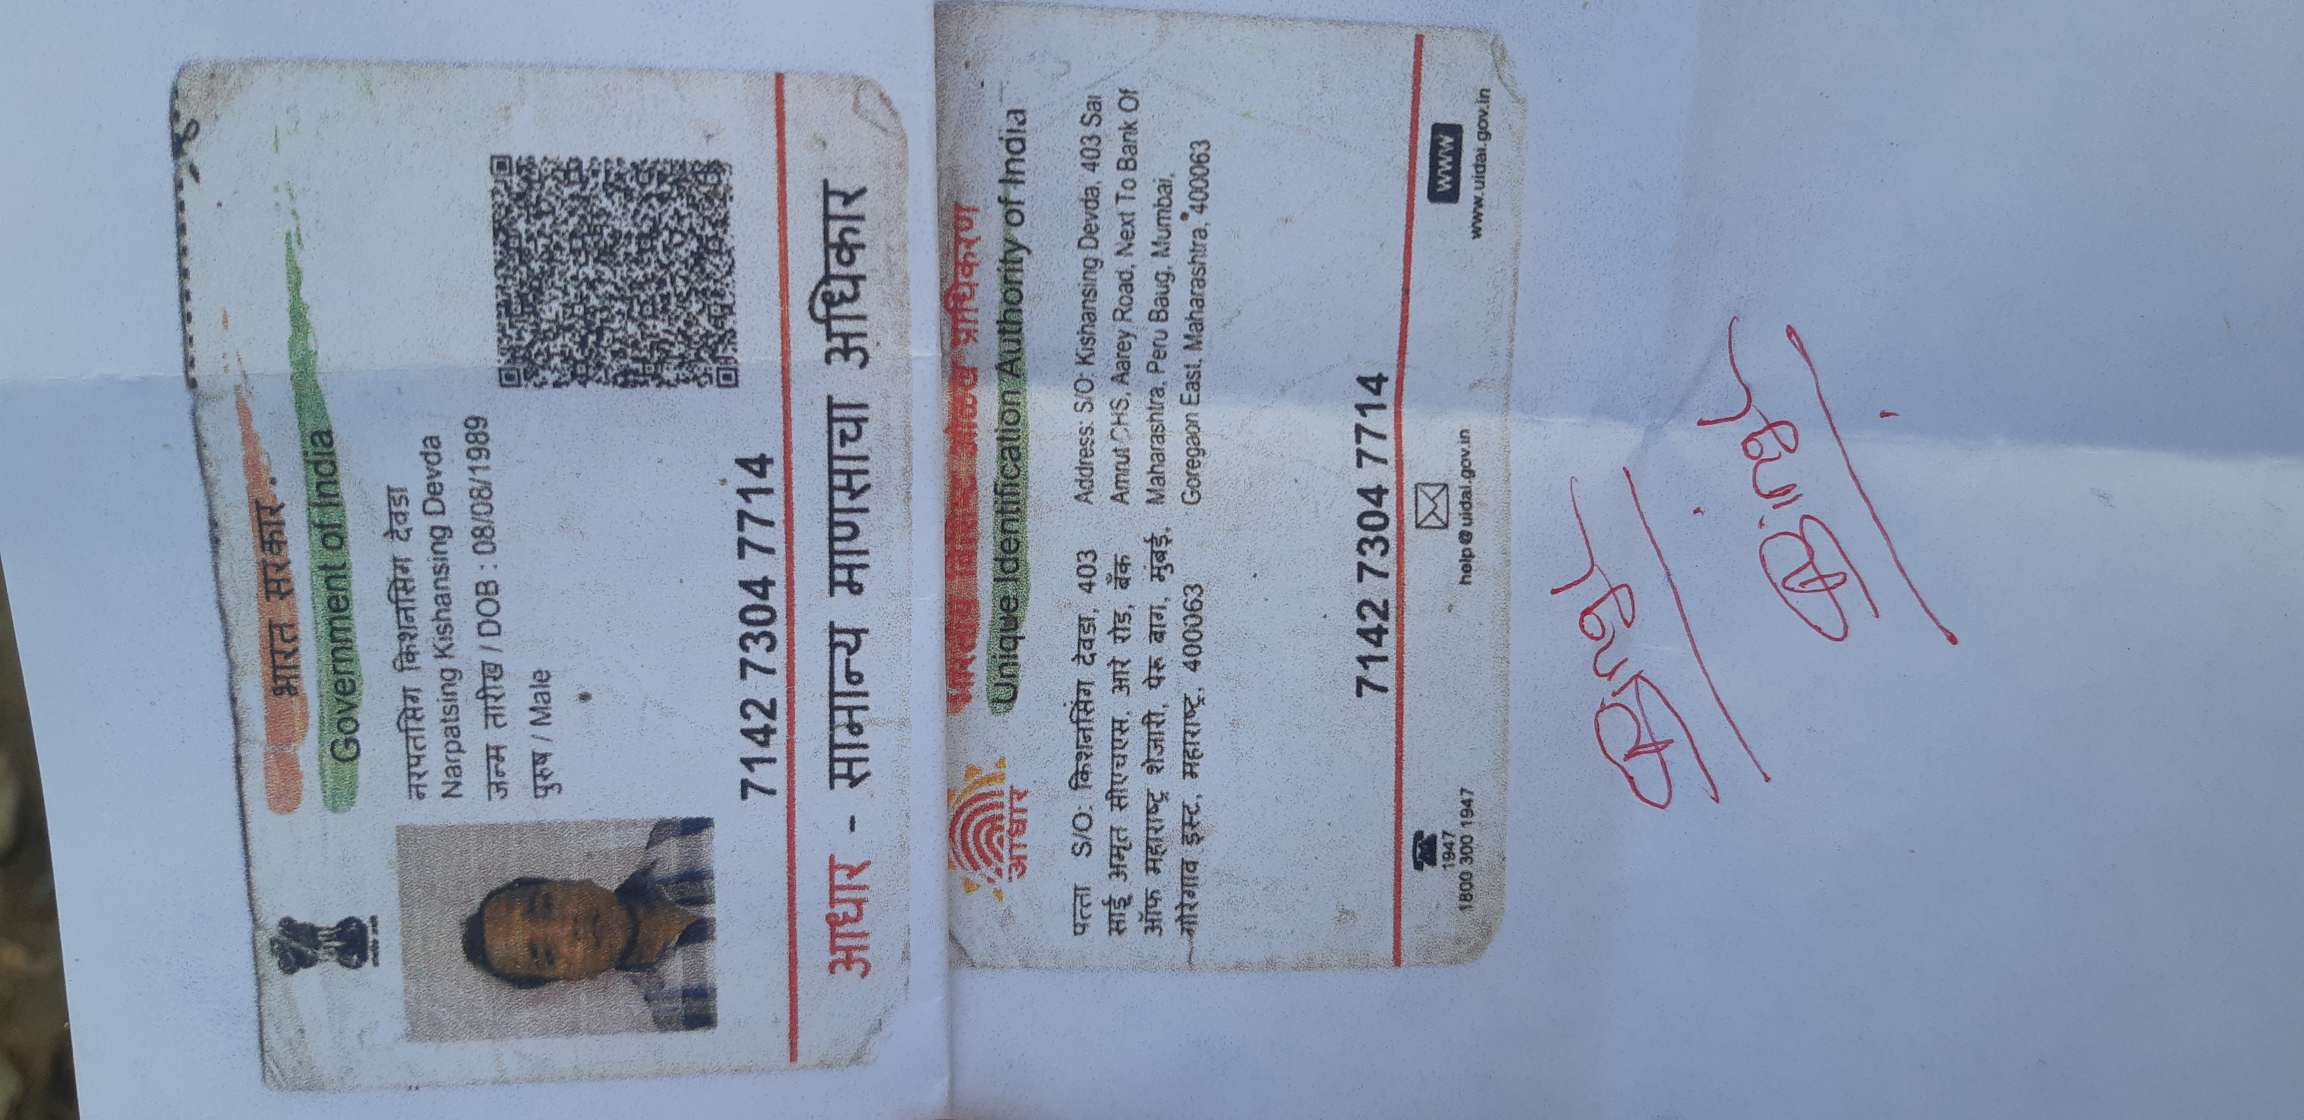 भारत सरकार
Government of India
नरपतसिंग किशनसिंग देवडा
Narpatsing Kishansing Devda
जन्म तारीख / DOB : 08/08/1989
पुरुष / Male
7142 7304 7714
आधार - सामान्य माणसाचा अधिकार
भारतीय विशिष्ट ओळख प्राधिकरण
आधार
Unique Identification Authority of India
पत्ता S/O: किशनसिंग देवडा, 403
साई अमृत सीएचएस, आरे रोड, बँक
ऑफ महाराष्ट्र शेजारी, पेरू बाग, मुंबई,
गोरेगाव इस्ट, महाराष्ट्र, 400063
Address: S/O: Kishansing Devda, 403 Sai
Amrut CHS, Aarey Road, Next To Bank Of
Maharashtra, Peru Baug, Mumbai,
Goregaon East, Maharashtra, 400063
7142 7304 7714
1947
1800 300 1947
help@uidai.gov.in
www
www.uidai.gov.in